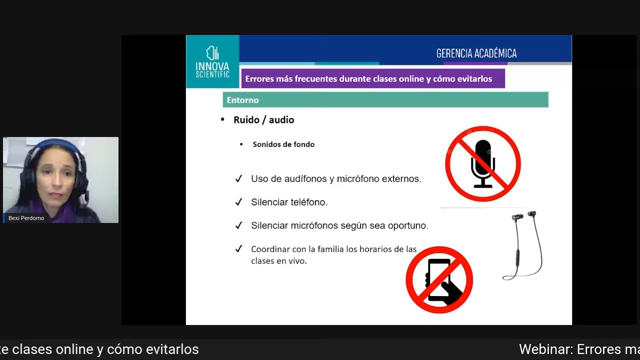 INNOVA
SCIENTIFIC
GERENCIA ACADÉMICA
Errores más frecuentes durante clases online y cómo evitarlos
Entorno
• Ruido / audio
• Sonidos de fondo
✓ Uso de audífonos y micrófono externos.
✓ Silenciar teléfono.
✓ Silenciar micrófonos según sea oportuno.
✓ Coordinar con la familia los horarios de las
clases en vivo.
Bexi Perdomo
te clases online y cómo evitarlos
Webinar: Errores má